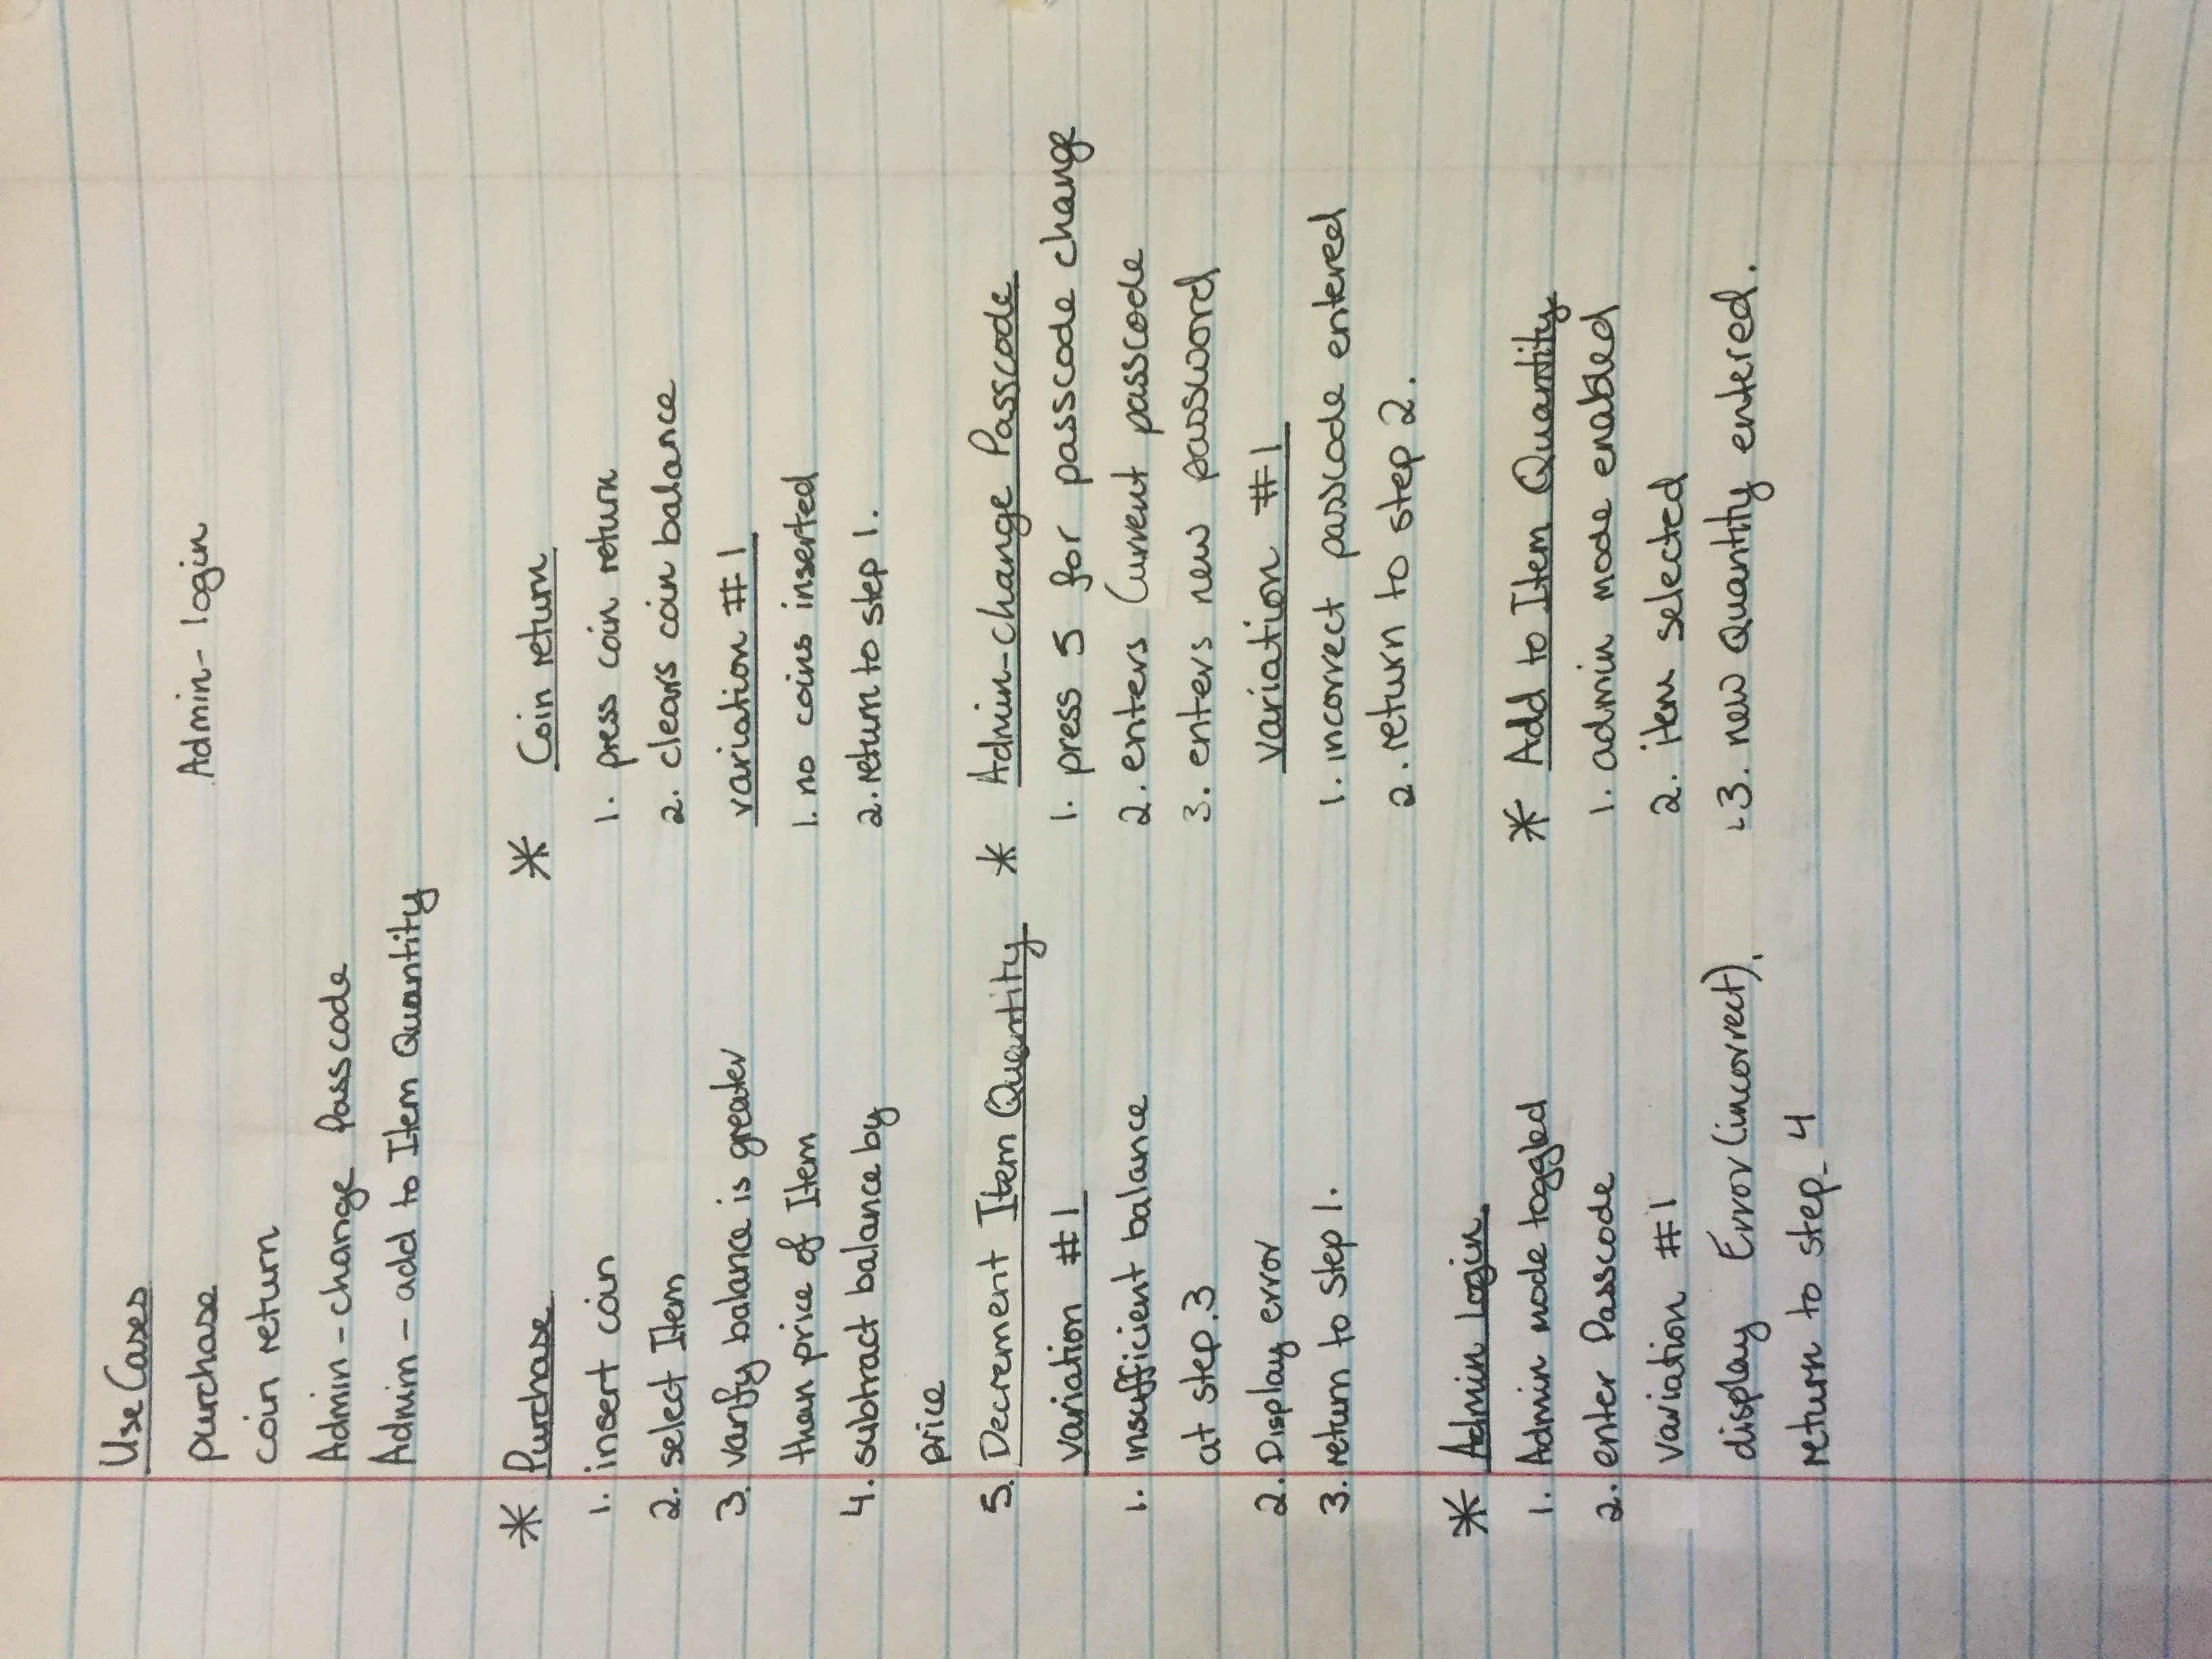 Use Cases
purchase
Admin - login
coin return
Admin - change Passcode
Admin - add to Item Quantity
* Purchase
1. insert coin
2. select Item
3. varify balance is greater
than price of Item
4. subtract balance by
price
5. Decrement Item Quantity
variation #1
1. insufficient balance
at step.3
2. Display error
3. return to step 1.
* Coin return
1. press coin return
2. clears coin balance
variation #1
1. no coins inserted
2. return to step 1.
* Admin-change Passcode
1. press 5 for passcode change
2. enters Current passcode
3. enters new password
variation #1
1. incorrect passcode entered
2. return to step 2.
* Admin login
1. Admin mode toggled
2. enter Passcode
variation #1
display Error (incorrect).
return to step 4
* Add to Item Quantity
1. admin mode enabled
2. item selected
3. new Quantity entered.